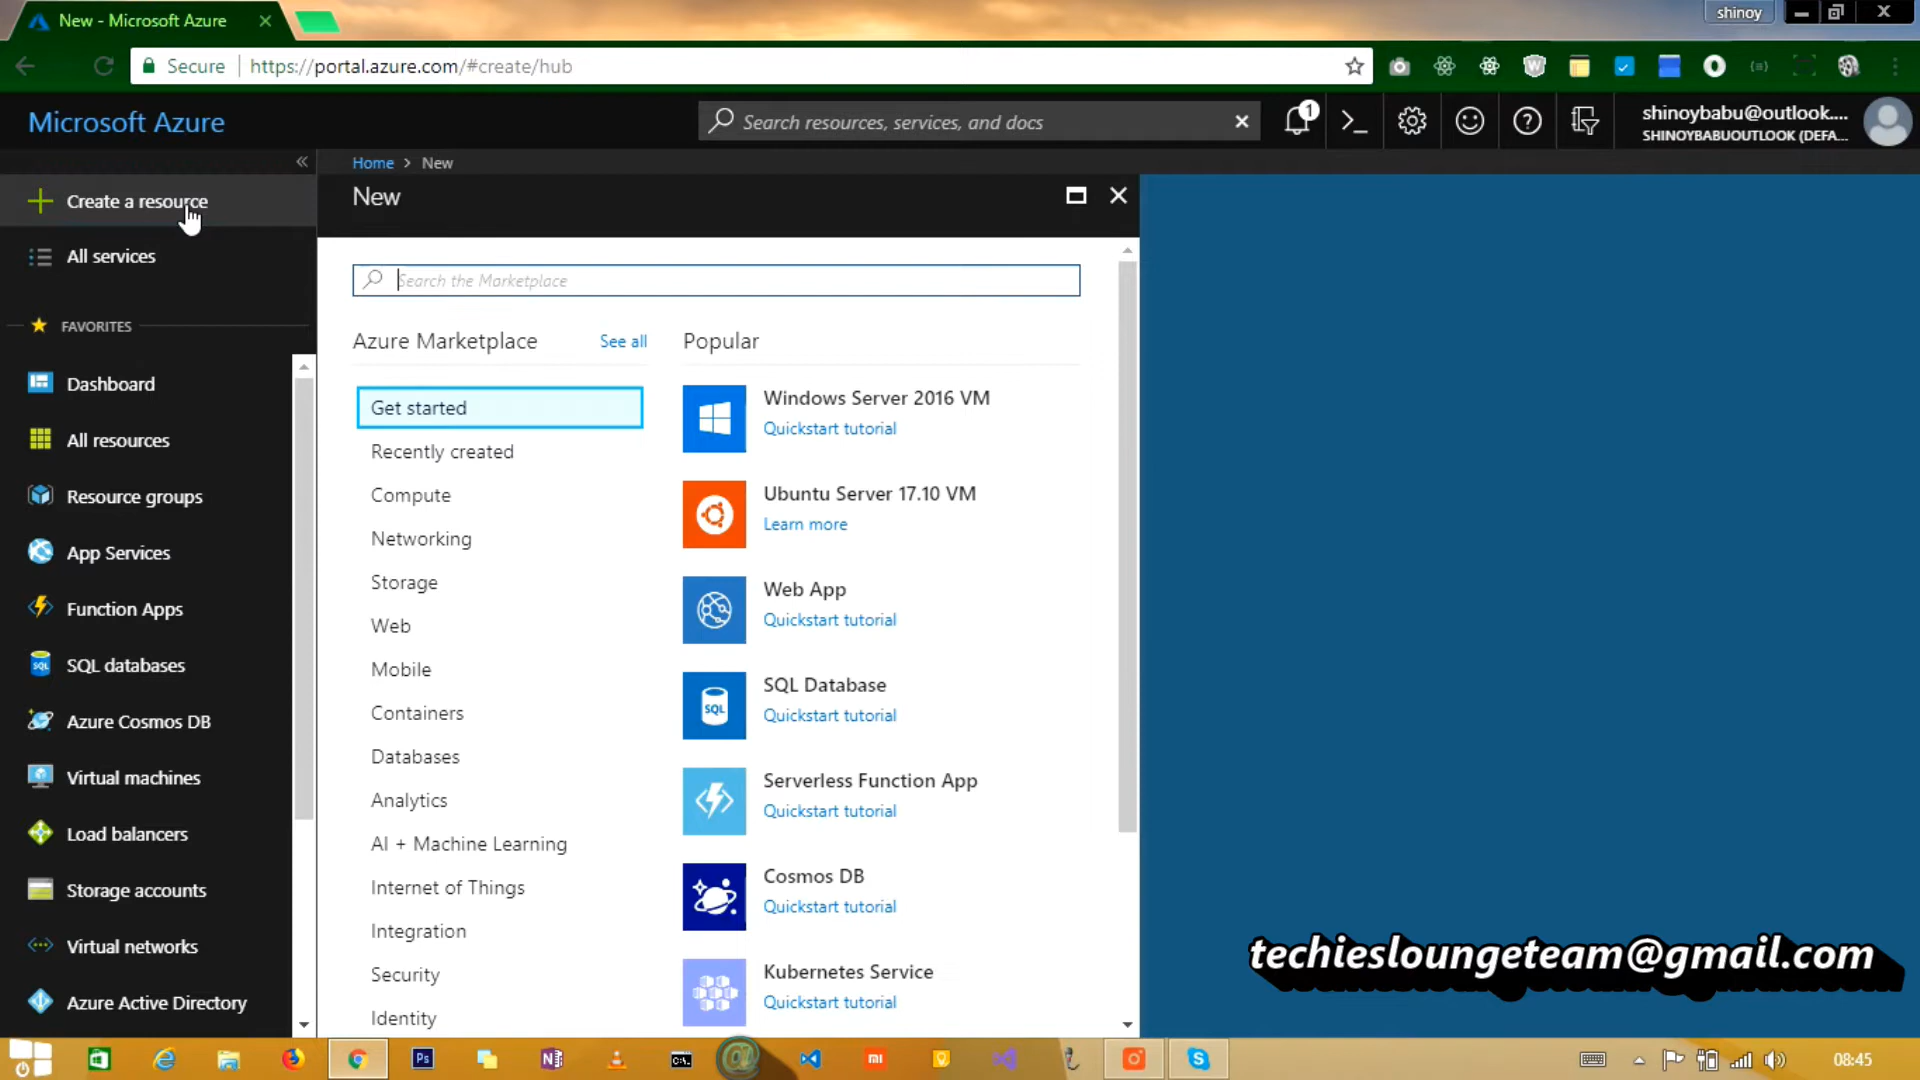 New - Microsoft Azure
shinoy
Secure
https://portal.azure.com/#create/hub
Microsoft Azure
Search resources, services, and docs
1
shinoybabu@outlook....
SHINOYBABUOUTLOOK (DEFA...
Home > New
Create a resource
All services
FAVORITES
Dashboard
All resources
Resource groups
App Services
Function Apps
SQL databases
Azure Cosmos DB
Virtual machines
Load balancers
Storage accounts
Virtual networks
Azure Active Directory
New
Search the Marketplace
Azure Marketplace
See all
Get started
Recently created
Compute
Networking
Storage
Web
Mobile
Containers
Databases
Analytics
AI + Machine Learning
Internet of Things
Integration
Security
Identity
Popular
Windows Server 2016 VM
Quickstart tutorial
Ubuntu Server 17.10 VM
Learn more
Web App
Quickstart tutorial
SQL
SQL Database
Quickstart tutorial
Serverless Function App
Quickstart tutorial
Cosmos DB
Quickstart tutorial
Kubernetes Service
Quickstart tutorial
techiesloungeteam@gmail.com
08:45